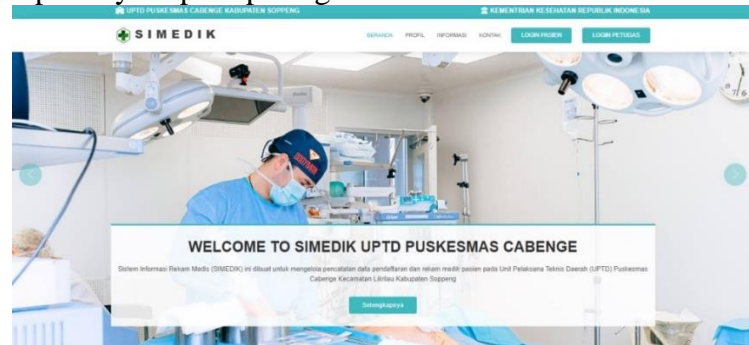 UPTD PUSKESMAS CABENGE KABUPATEN SOPPENG
KEMENTRIAN KESEHATAN REPUBLIK INDONESIA
SIMEDIK
BERANDA PROFIL INFORMASI KONTAK LOGIN PASIEN LOGIN PETUGAS
WELCOME TO SIMEDIK UPTD PUSKESMAS CABENGE
Sistem Informasi Rekam Medis (SIMEDIK) ini dibuat untuk mengelola pencatatan data pendaftaran dan rekam medik pasien pada Unit Pelaksana Teknis Daerah (UPTD) Puskesmas
Cabenge Kecamatan Lilirilau Kabupaten Soppeng
Selengkapnya